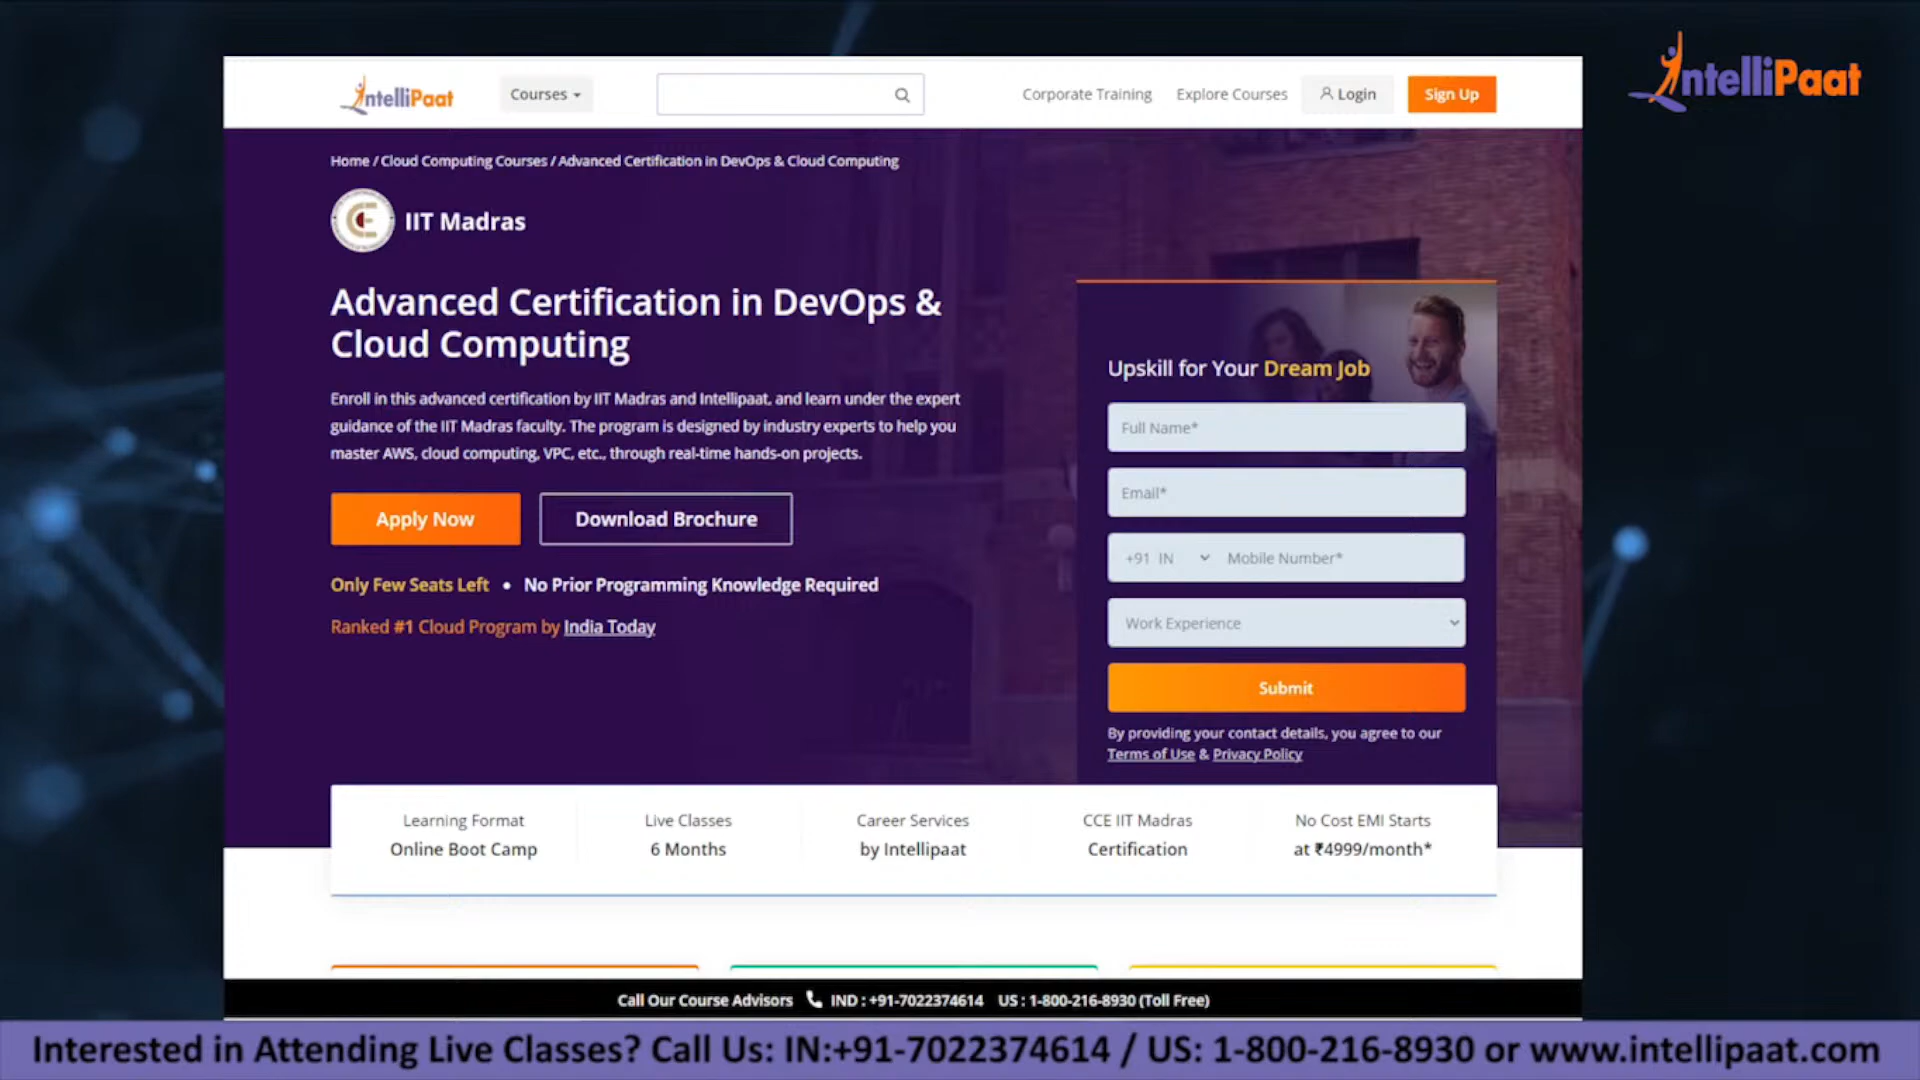 IntelliPaat
IntelliPaat
Courses
Corporate Training
Explore Courses
Login
Sign Up
Home / Cloud Computing Courses / Advanced Certification in DevOps & Cloud Computing
IIT Madras
Advanced Certification in DevOps &
Cloud Computing
Enroll in this advanced certification by IIT Madras and Intellipaat, and learn under the expert
guidance of the IIT Madras faculty. The program is designed by industry experts to help you
master AWS, cloud computing, VPC, etc., through real-time hands-on projects.
Apply Now
Download Brochure
Only Few Seats Left • No Prior Programming Knowledge Required
Ranked #1 Cloud Program by India Today
Upskill for Your Dream Job
Full Name*
Email*
+91 IN
Mobile Number*
Work Experience
Submit
By providing your contact details, you agree to our
Terms of Use & Privacy Policy
Learning Format
Online Boot Camp
Live Classes
6 Months
Career Services
by Intellipaat
CCE IIT Madras
Certification
No Cost EMI Starts
at ₹4999/month*
Call Our Course Advisors IND : +91-7022374614 US : 1-800-216-8930 (Toll Free)
Interested in Attending Live Classes? Call Us: IN:+91-7022374614 / US: 1-800-216-8930 or www.intellipaat.com